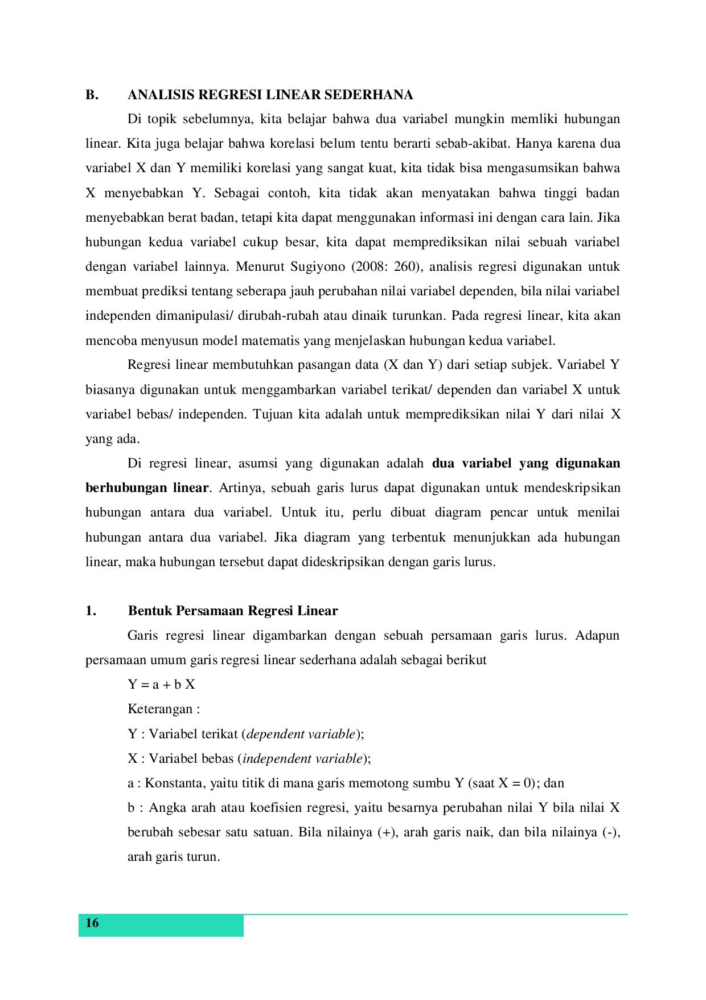 B. ANALISIS REGRESI LINEAR SEDERHANA
Di topik sebelumnya, kita belajar bahwa dua variabel mungkin memliki hubungan
linear. Kita juga belajar bahwa korelasi belum tentu berarti sebab-akibat. Hanya karena dua
variabel X dan Y memiliki korelasi yang sangat kuat, kita tidak bisa mengasumsikan bahwa
X menyebabkan Y. Sebagai contoh, kita tidak akan menyatakan bahwa tinggi badan
menyebabkan berat badan, tetapi kita dapat menggunakan informasi ini dengan cara lain. Jika
hubungan kedua variabel cukup besar, kita dapat memprediksikan nilai sebuah variabel
dengan variabel lainnya. Menurut Sugiyono (2008: 260), analisis regresi digunakan untuk
membuat prediksi tentang seberapa jauh perubahan nilai variabel dependen, bila nilai variabel
independen dimanipulasi/ dirubah-rubah atau dinaik turunkan. Pada regresi linear, kita akan
mencoba menyusun model matematis yang menjelaskan hubungan kedua variabel.
Regresi linear membutuhkan pasangan data (X dan Y) dari setiap subjek. Variabel Y
biasanya digunakan untuk menggambarkan variabel terikat/ dependen dan variabel X untuk
variabel bebas/ independen. Tujuan kita adalah untuk memprediksikan nilai Y dari nilai X
yang ada.
Di regresi linear, asumsi yang digunakan adalah dua variabel yang digunakan
berhubungan linear. Artinya, sebuah garis lurus dapat digunakan untuk mendeskripsikan
hubungan antara dua variabel. Untuk itu, perlu dibuat diagram pencar untuk menilai
hubungan antara dua variabel. Jika diagram yang terbentuk menunjukkan ada hubungan
linear, maka hubungan tersebut dapat dideskripsikan dengan garis lurus.
1. Bentuk Persamaan Regresi Linear
Garis regresi linear digambarkan dengan sebuah persamaan garis lurus. Adapun
persamaan umum garis regresi linear sederhana adalah sebagai berikut
Y = a + b X
Keterangan :
Y : Variabel terikat (dependent variable);
X : Variabel bebas (independent variable);
a : Konstanta, yaitu titik di mana garis memotong sumbu Y (saat X = 0); dan
b : Angka arah atau koefisien regresi, yaitu besarnya perubahan nilai Y bila nilai X
berubah sebesar satu satuan. Bila nilainya (+), arah garis naik, dan bila nilainya (-),
arah garis turun.
16